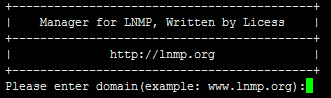 +------------------------------------------------+
|     Manager for LNMP, Written by Licess     |
+------------------------------------------------+
|               http://lnmp.org               |
+------------------------------------------------+
Please enter domain(example: www.lnmp.org):